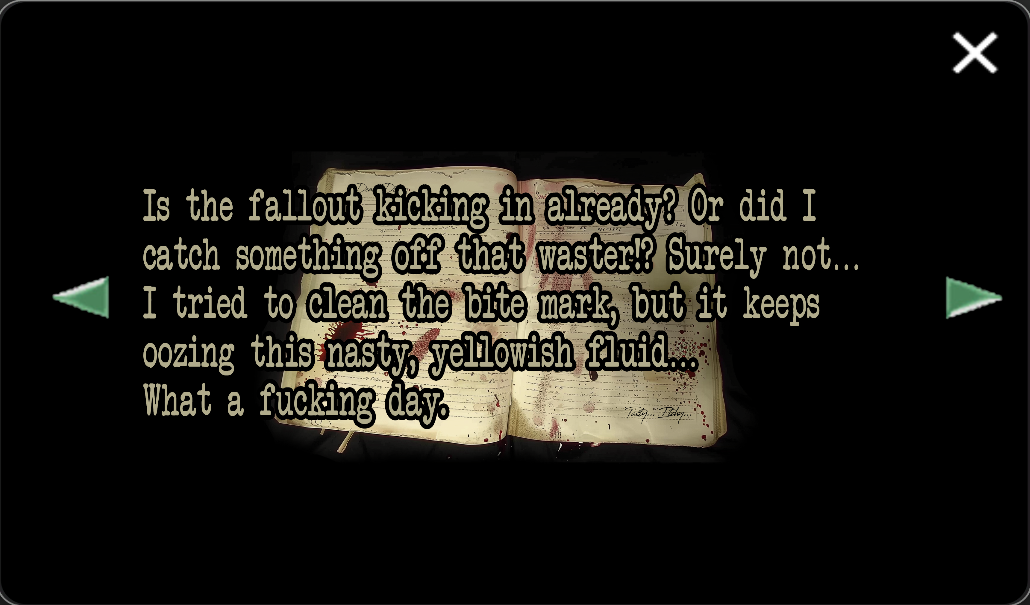 Is the fallout kicking in already? Or did I
catch something off that waster!? Surely not...
I tried to clean the bite mark, but it keeps
oozing this nasty, yellowish fluid...
What a fucking day.